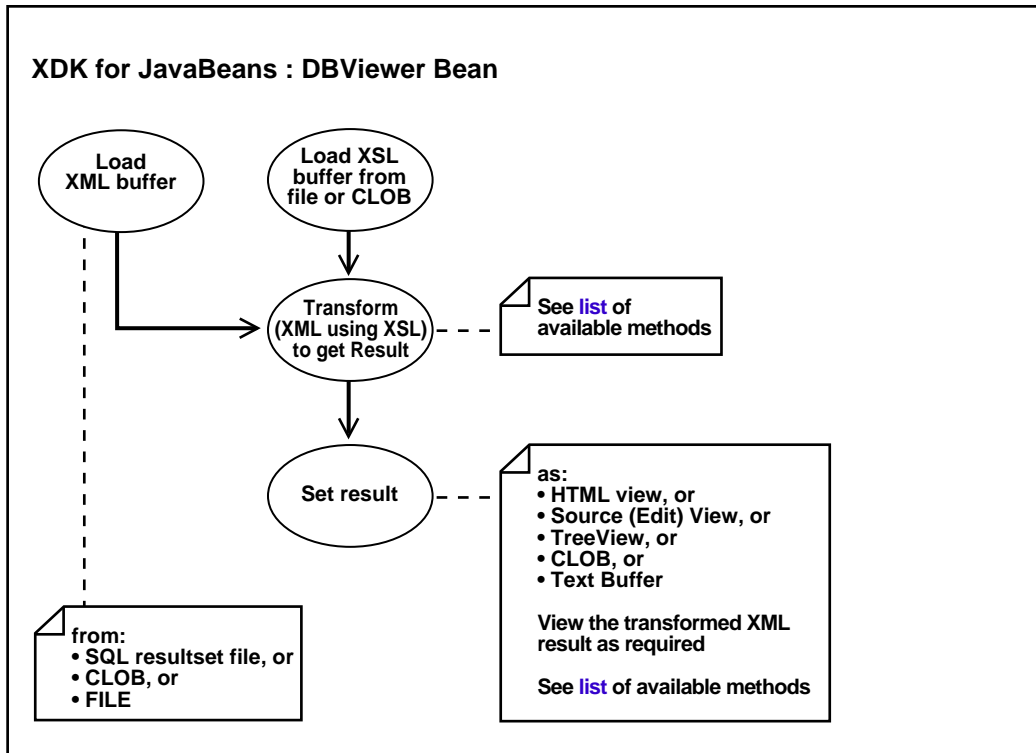 XDK for JavaBeans : DBViewer Bean
Load
XML buffer
Load XSL
buffer from
file or CLOB
Transform
(XML using XSL)
to get Result
See list of
available methods
Set result
as:
• HTML view, or
• Source (Edit) View, or
• TreeView, or
• CLOB, or
• Text Buffer
View the transformed XML
result as required
See list of available methods
from:
• SQL resultset file, or
• CLOB, or
• FILE